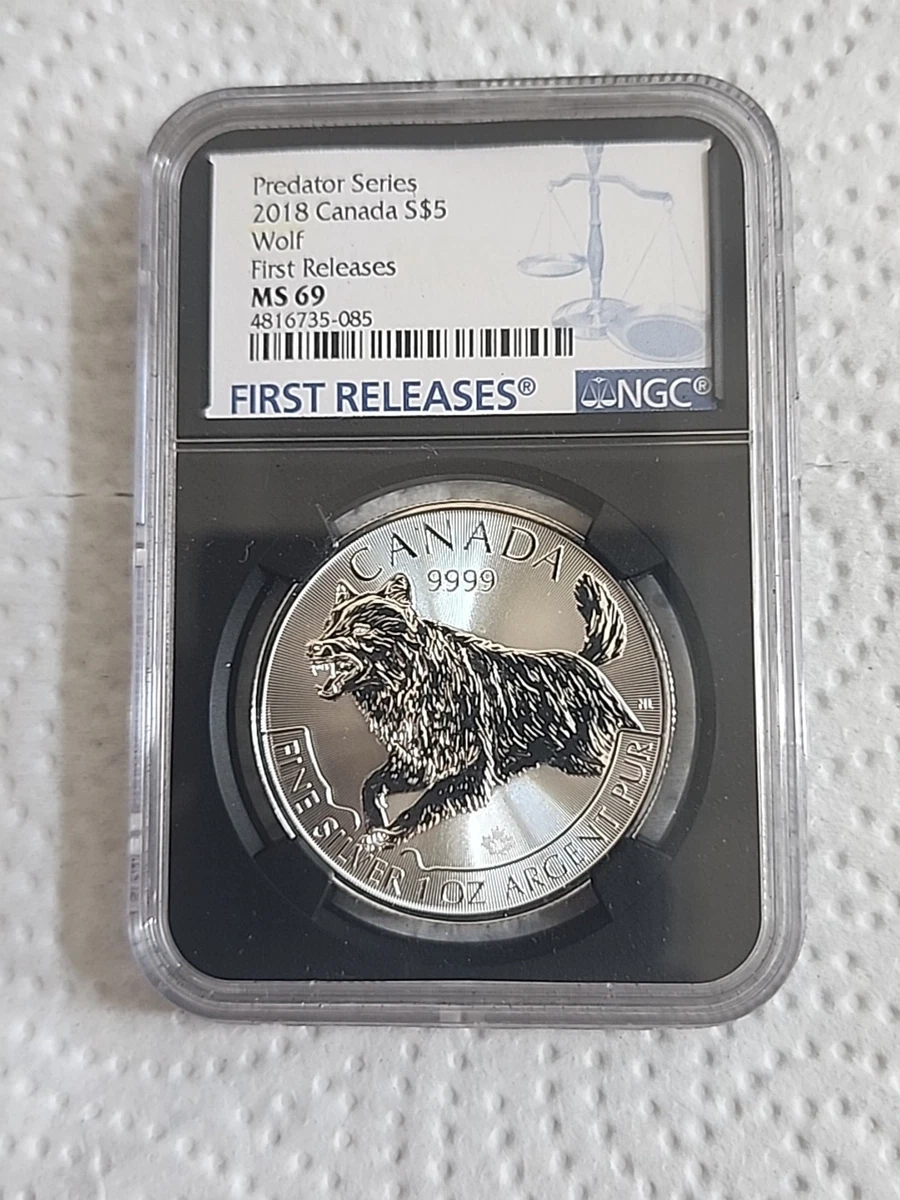 Predator Series
2018 Canada S$5
Wolf
First Releases
MS 69
4816735-085
FIRST RELEASES® NGC®
CANADA
9999
HL
FINE SILVER 1 OZ ARGENT PUR